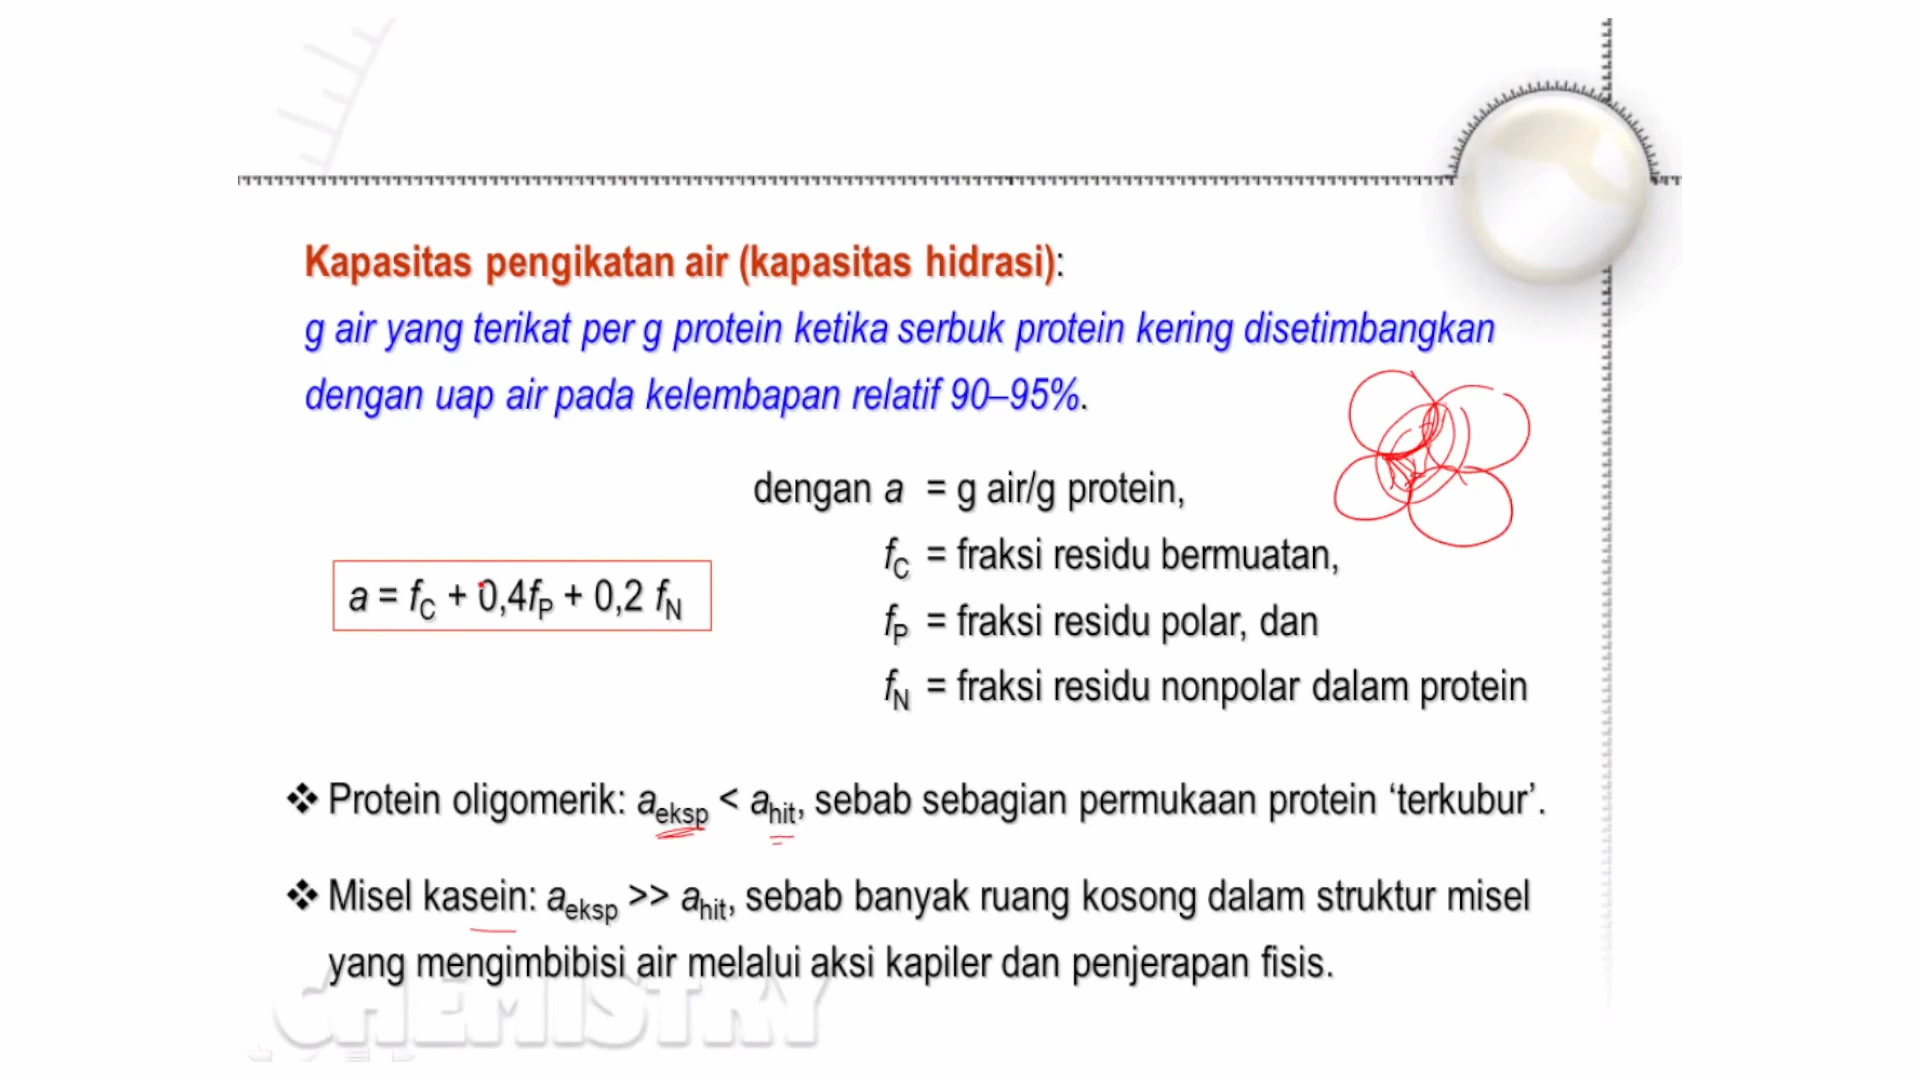 Kapasitas pengikatan air (kapasitas hidrasi):
g air yang terikat per g protein ketika serbuk protein kering disetimbangkan
dengan uap air pada kelembapan relatif 90–95%.
dengan a = g air/g protein,
fC = fraksi residu bermuatan,
a = fC + 0,4fP + 0,2 fN
fP = fraksi residu polar, dan
fN = fraksi residu nonpolar dalam protein
❖ Protein oligomerik: aeksp < ahit, sebab sebagian permukaan protein ‘terkubur’.
❖ Misel kasein: aeksp >> ahit, sebab banyak ruang kosong dalam struktur misel
yang mengimbibisi air melalui aksi kapiler dan penjerapan fisis.
CHEMISTRY